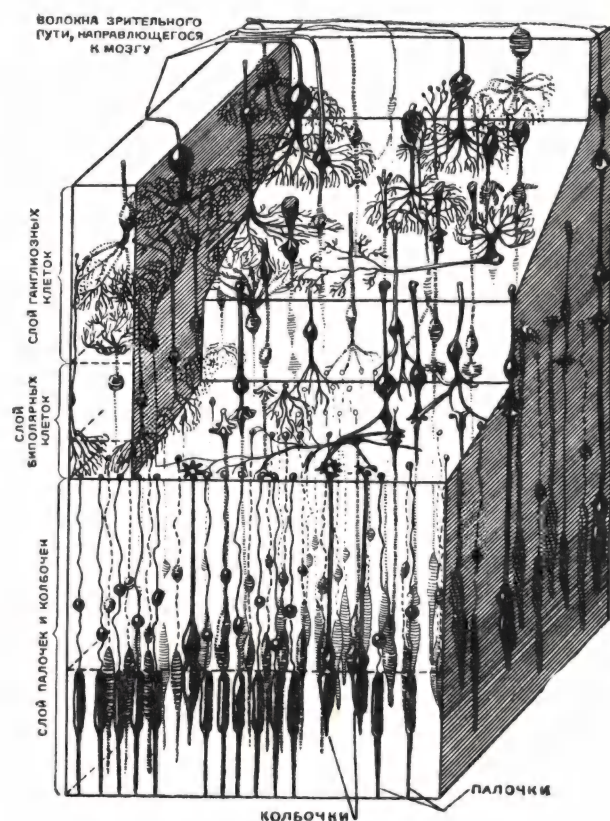 ВОЛОКНА ЗРИТЕЛЬНОГО
ПУТИ, НАПРАВЛЯЮЩЕГОСЯ
К МОЗГУ
СЛОЙ ГАНГЛИОЗНЫХ
КЛЕТОК
СЛОЙ
БИПОЛЯРНЫХ
КЛЕТОК
СЛОЙ ПАЛОЧЕК И КОЛБОЧЕК
ПАЛОЧКИ
КОЛБОЧКИ